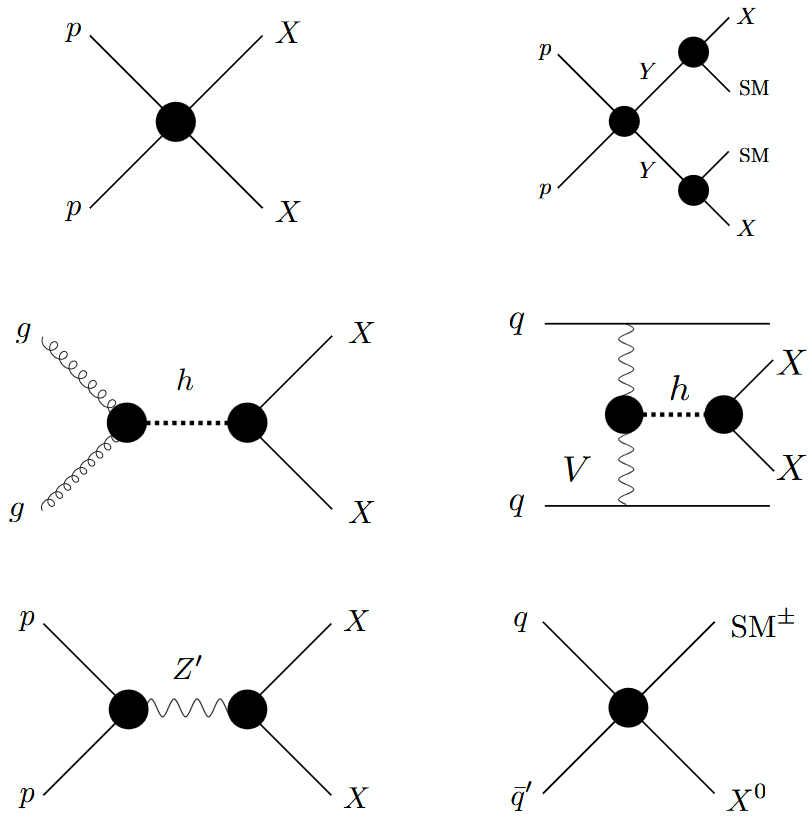 p X
p X
p Y X
SM
SM
p Y X
g h X
g X
q
h X
V X
q
p Z′ X
p X
q SM±
q̄′ X⁰